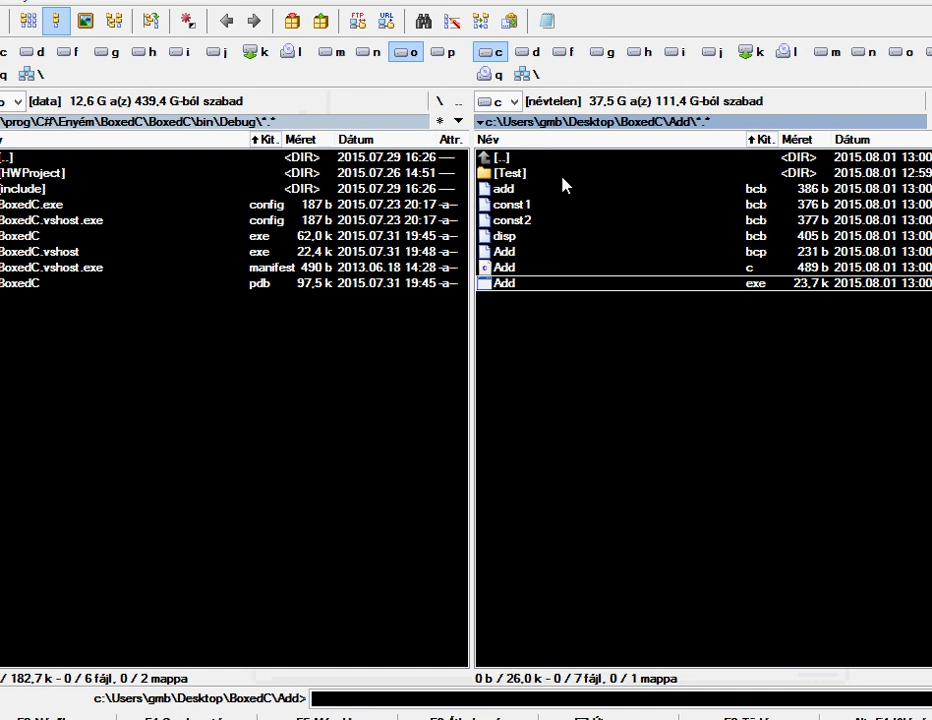 FTP URL
c d f g h i j k l m n o p
q \
c d f g h i j k l m n o
q \
[data] 12,6 G a(z) 439,4 G-ból szabad \ ..
c [névtelen] 37,5 G a(z) 111,4 G-ból szabad
\prog\C#\Enyém\BoxedC\BoxedC\bin\Debug\*.* *
c:\Users\gmb\Desktop\BoxedC\Add\*.*
Kit. Méret Dátum Attr.
[..] <DIR> 2015.07.29 16:26 —
[HWProject] <DIR> 2015.07.26 14:51 —
[include] <DIR> 2015.07.29 16:26 —
BoxedC.exe config 187 b 2015.07.23 20:17 -a—
BoxedC.vshost.exe config 187 b 2015.07.23 20:17 -a—
BoxedC exe 62,0 k 2015.07.31 19:45 -a—
BoxedC.vshost exe 22,4 k 2015.07.31 19:48 -a—
BoxedC.vshost.exe manifest 490 b 2013.06.18 14:28 -a—
BoxedC pdb 97,5 k 2015.07.31 19:45 -a—
Név Kit. Méret Dátum
[..] <DIR> 2015.08.01 13:00
[Test] <DIR> 2015.08.01 12:59
add bcb 386 b 2015.08.01 13:00
const1 bcb 376 b 2015.08.01 13:00
const2 bcb 377 b 2015.08.01 13:00
disp bcb 405 b 2015.08.01 13:00
Add bcp 231 b 2015.08.01 13:00
Add c 489 b 2015.08.01 13:00
Add exe 23,7 k 2015.08.01 13:00
/ 182,7 k - 0 / 6 fájl, 0 / 2 mappa
0 b / 26,0 k - 0 / 7 fájl, 0 / 1 mappa
c:\Users\gmb\Desktop\BoxedC\Add>